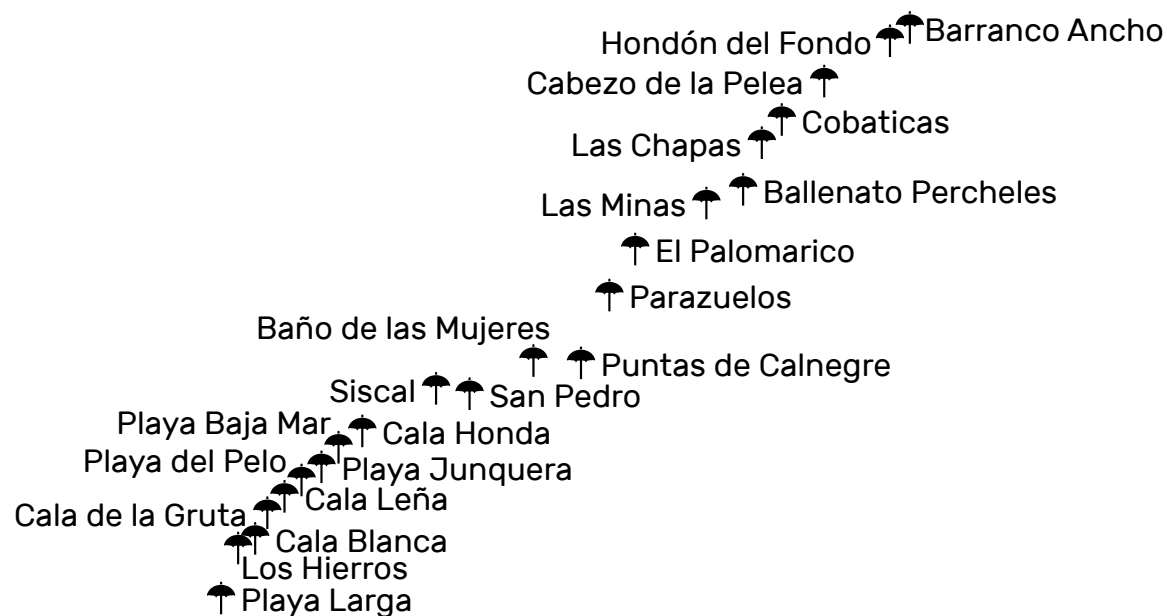 Barranco Ancho
Hondón del Fondo
Cabezo de la Pelea
Cobaticas
Las Chapas
Ballenato Percheles
Las Minas
El Palomarico
Parazuelos
Baño de las Mujeres
Puntas de Calnegre
Siscal
San Pedro
Playa Baja Mar
Cala Honda
Playa del Pelo
Playa Junquera
Cala Leña
Cala de la Gruta
Cala Blanca
Los Hierros
Playa Larga